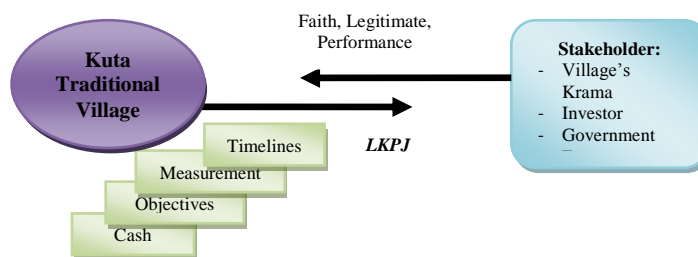 Faith, Legitimate,
Performance
Kuta
Traditional
Village
Stakeholder:
- Village's
Krama
- Investor
- Government
LKPJ
Timelines
Measurement
Objectives
Cash